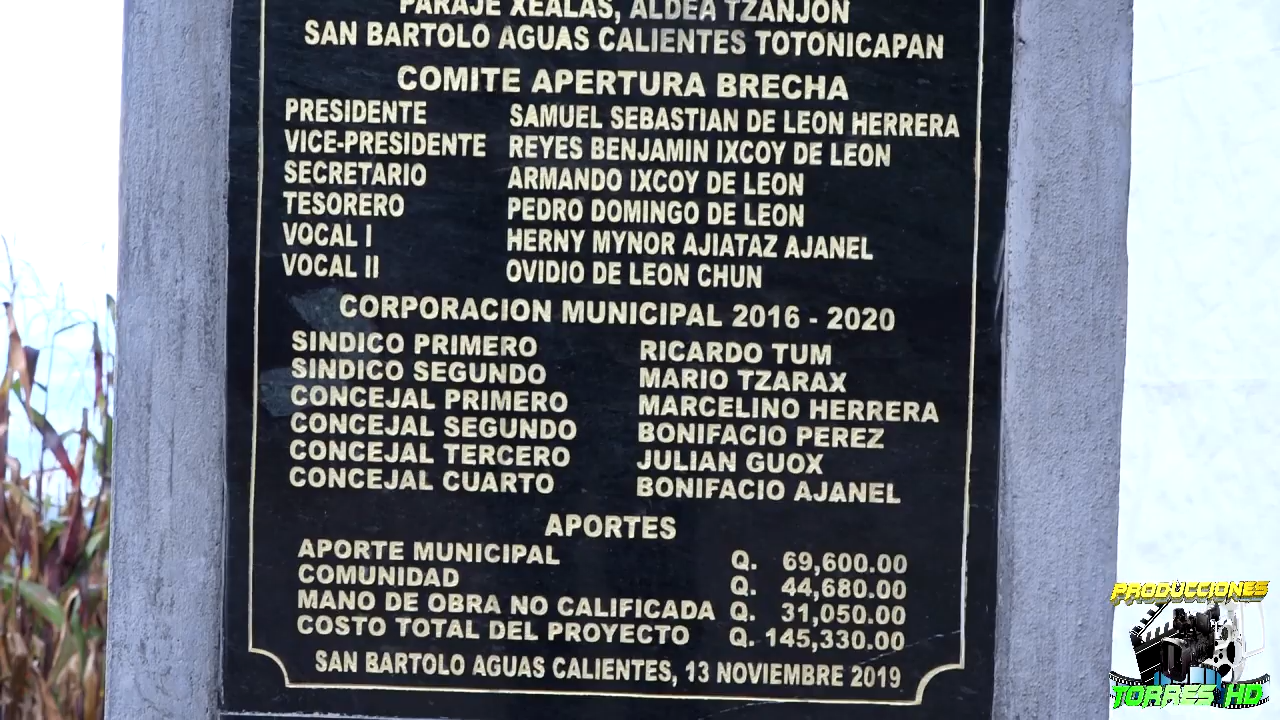 PARAJE XEALAS, ALDEA TZANJON
SAN BARTOLO AGUAS CALIENTES TOTONICAPAN
COMITE APERTURA BRECHA
PRESIDENTE SAMUEL SEBASTIAN DE LEON HERRERA
VICE-PRESIDENTE REYES BENJAMIN IXCOY DE LEON
SECRETARIO ARMANDO IXCOY DE LEON
TESORERO PEDRO DOMINGO DE LEON
VOCAL I HERNY MYNOR AJIATAZ AJANEL
VOCAL II OVIDIO DE LEON CHUN
CORPORACION MUNICIPAL 2016 - 2020
SINDICO PRIMERO RICARDO TUM
SINDICO SEGUNDO MARIO TZARAX
CONCEJAL PRIMERO MARCELINO HERRERA
CONCEJAL SEGUNDO BONIFACIO PEREZ
CONCEJAL TERCERO JULIAN GUOX
CONCEJAL CUARTO BONIFACIO AJANEL
APORTES
APORTE MUNICIPAL Q. 69,600.00
COMUNIDAD Q. 44,680.00
MANO DE OBRA NO CALIFICADA Q. 31,050.00
COSTO TOTAL DEL PROYECTO Q. 145,330.00
SAN BARTOLO AGUAS CALIENTES, 13 NOVIEMBRE 2019
PRODUCCIONES
TORRES HD